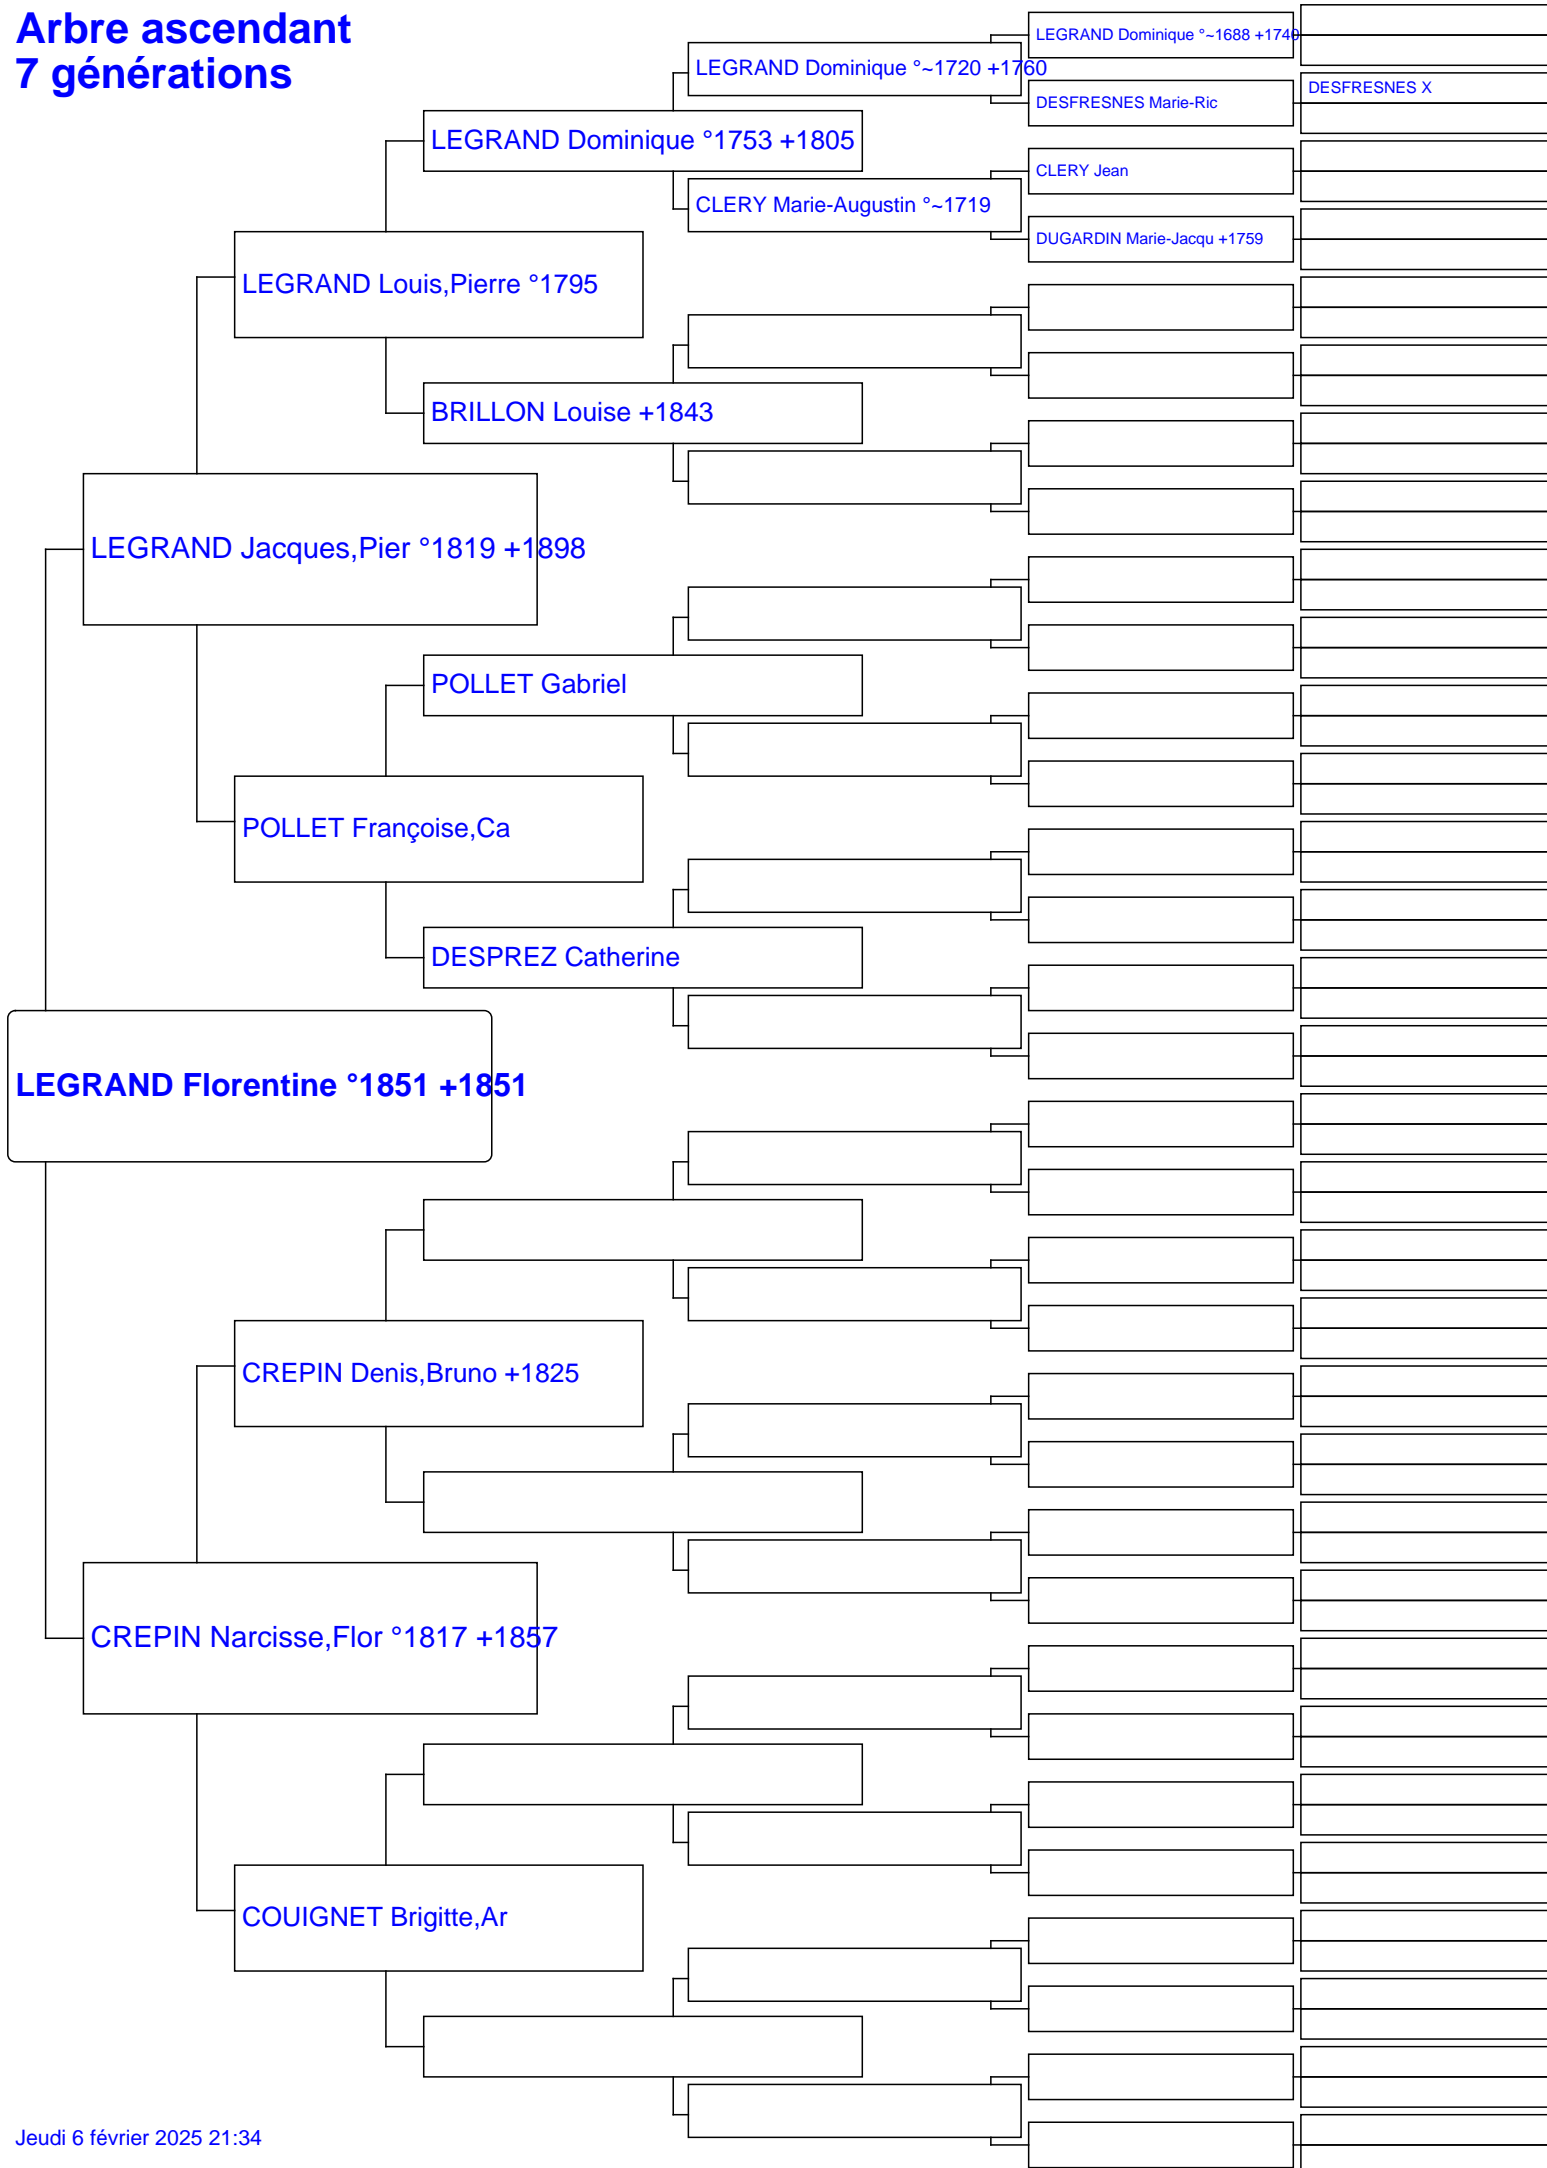 Arbre ascendant
7 générations
LEGRAND Dominique °~1688 +1740
LEGRAND Dominique °~1720 +1760
DESFRESNES X
DESFRESNES Marie-Ric
LEGRAND Dominique °1753 +1805
CLERY Jean
CLERY Marie-Augustin °~1719
DUGARDIN Marie-Jacqu +1759
LEGRAND Louis,Pierre °1795
BRILLON Louise +1843
LEGRAND Jacques,Pier °1819 +1898
POLLET Gabriel
POLLET Françoise,Ca
DESPREZ Catherine
LEGRAND Florentine °1851 +1851
CREPIN Denis,Bruno +1825
CREPIN Narcisse,Flor °1817 +1857
COUIGNET Brigitte,Ar
Jeudi 6 février 2025 21:34